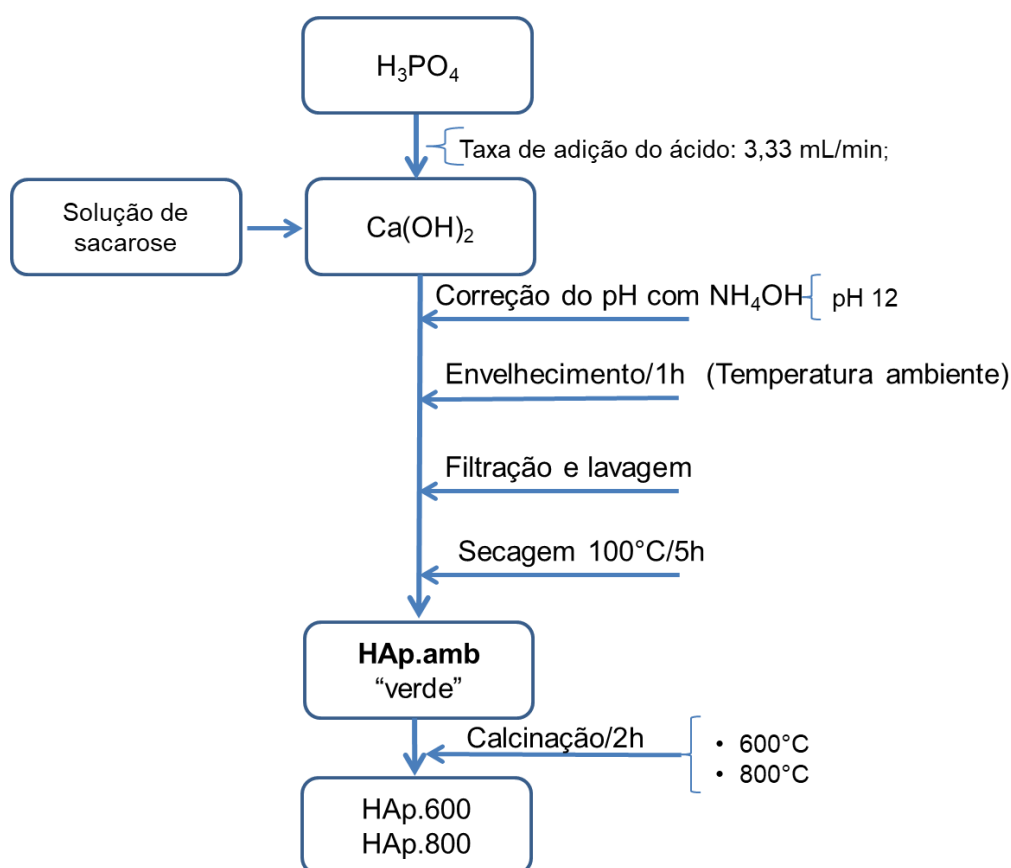 H₃PO₄
Taxa de adição do ácido: 3,33 mL/min;
Solução de
sacarose
Ca(OH)₂
Correção do pH com NH₄OH
pH 12
Envelhecimento/1h (Temperatura ambiente)
Filtração e lavagem
Secagem 100°C/5h
HAp.amb
“verde”
Calcinação/2h
• 600°C
• 800°C
HAp.600
HAp.800